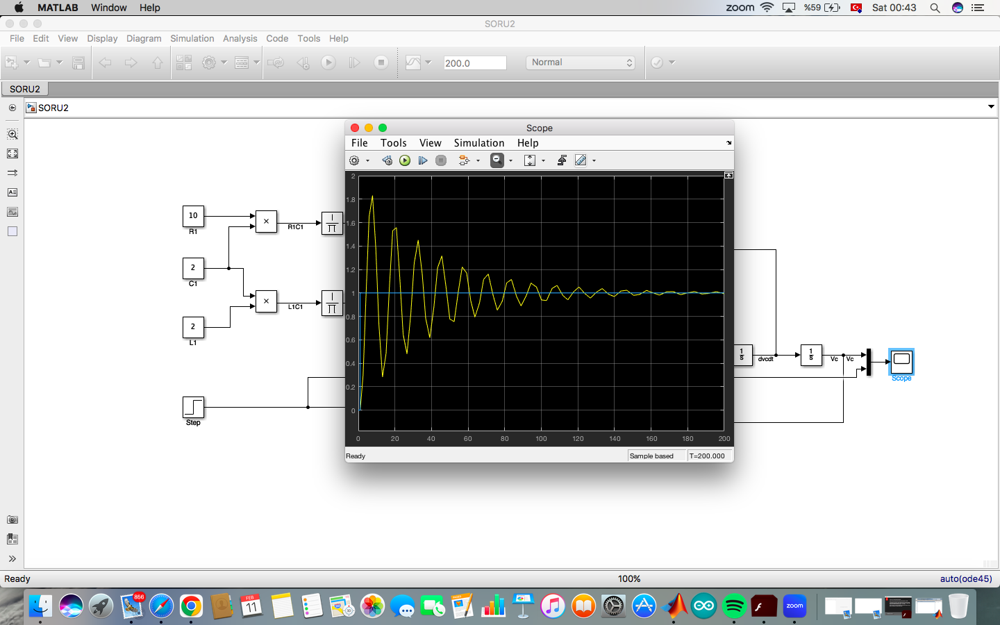 MATLAB Window Help zoom %59 Sat 00:43
SORU2
File Edit View Display Diagram Simulation Analysis Code Tools Help
200.0 Normal
SORU2
SORU2
Scope
File Tools View Simulation Help
2
1.8
1.6
1.4
1.2
1
0.8
0.6
0.4
0.2
0
0 20 40 60 80 100 120 140 160 180 200
Ready Sample based T=200.000
10
R1
×
R1C1
2
C1
×
L1C1
2
L1
Step
1
s
dvcdt
1
s
Vc Vc
Scope
Ready 100% auto(ode45)
866
FEB
11
zoom